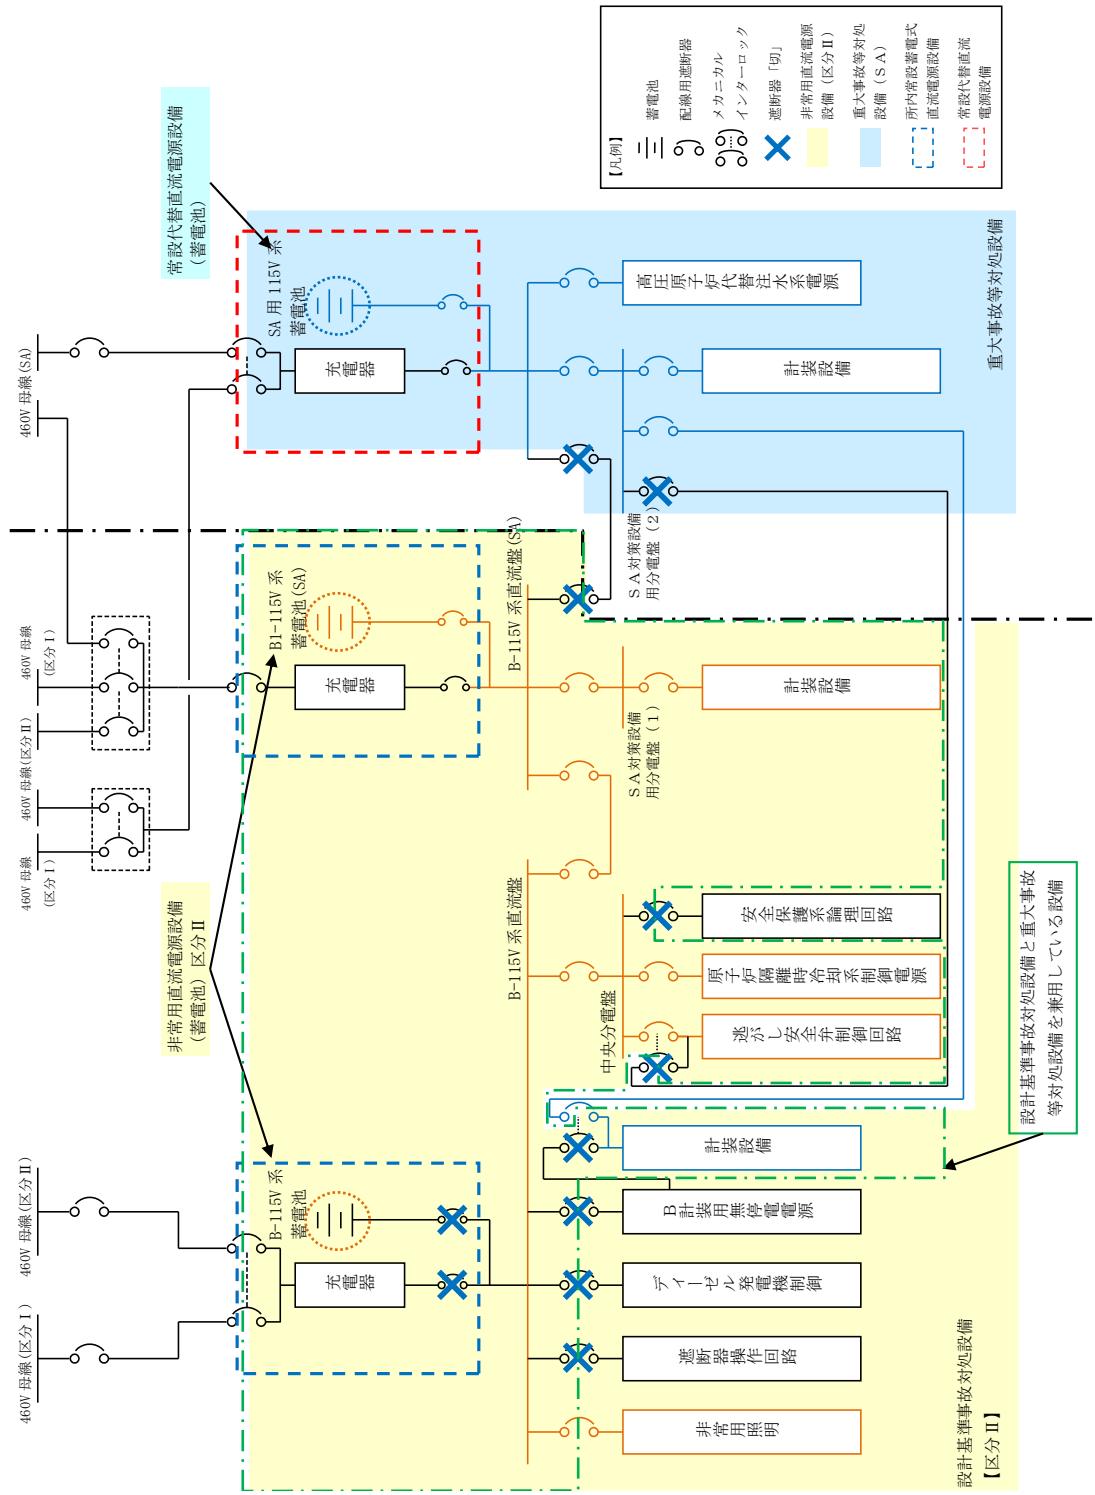 【凡例】
蓄電池
配線用遮断器
メカニカル
インターロック
遮断器「切」
非常用直流電源
設備（区分Ⅱ）
重大事故等対処
設備（ＳＡ）
所内常設蓄電式
直流電源設備
常設代替直流
電源設備
常設代替直流電源設備
（蓄電池）
460V 母線(SA)
SA 用 115V 系
蓄電池
充電器
高圧原子炉代替注水系電源
計装設備
重大事故等対処設備
ＳＡ対策設備
用分電盤（２）
460V 母線
（区分Ⅰ）
460V 母線(区分Ⅱ)
460V 母線
（区分Ⅰ）
B1-115V 系
蓄電池(SA)
充電器
B-115V 系直流盤(SA)
計装設備
ＳＡ対策設備
用分電盤（１）
非常用直流電源設備
（蓄電池）区分Ⅱ
B-115V 系直流盤
中央分電盤
安全保護系論理回路
原子炉隔離時冷却系制御電源
逃がし安全弁制御回路
設計基準事故対処設備と重大事故
等対処設備を兼用している設備
460V 母線(区分Ⅱ)
460V 母線(区分Ⅰ)
B-115V 系
蓄電池
充電器
計装設備
Ｂ計装用無停電電源
ディーゼル発電機制御
遮断器操作回路
非常用照明
設計基準事故対処設備
【区分Ⅱ】